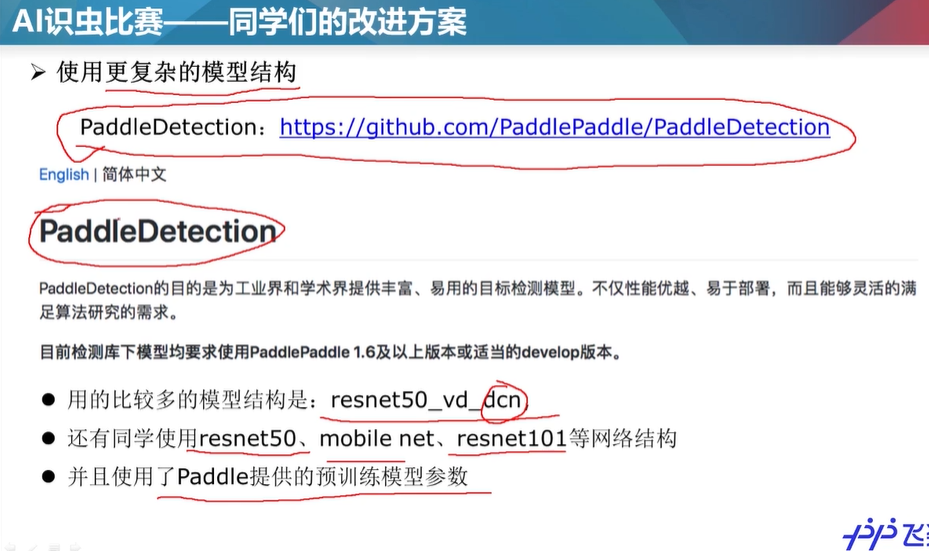 AI识虫比赛——同学们的改进方案
➢ 使用更复杂的模型结构
PaddleDetection：https://github.com/PaddlePaddle/PaddleDetection
English | 简体中文
PaddleDetection
PaddleDetection的目的是为工业界和学术界提供丰富、易用的目标检测模型。不仅性能优越、易于部署，而且能够灵活的满
足算法研究的需求。
目前检测库下模型均要求使用PaddlePaddle 1.6及以上版本或适当的develop版本。
● 用的比较多的模型结构是：resnet50_vd_dcn,
● 还有同学使用resnet50、mobile net、resnet101等网络结构
● 并且使用了Paddle提供的预训练模型参数
飞